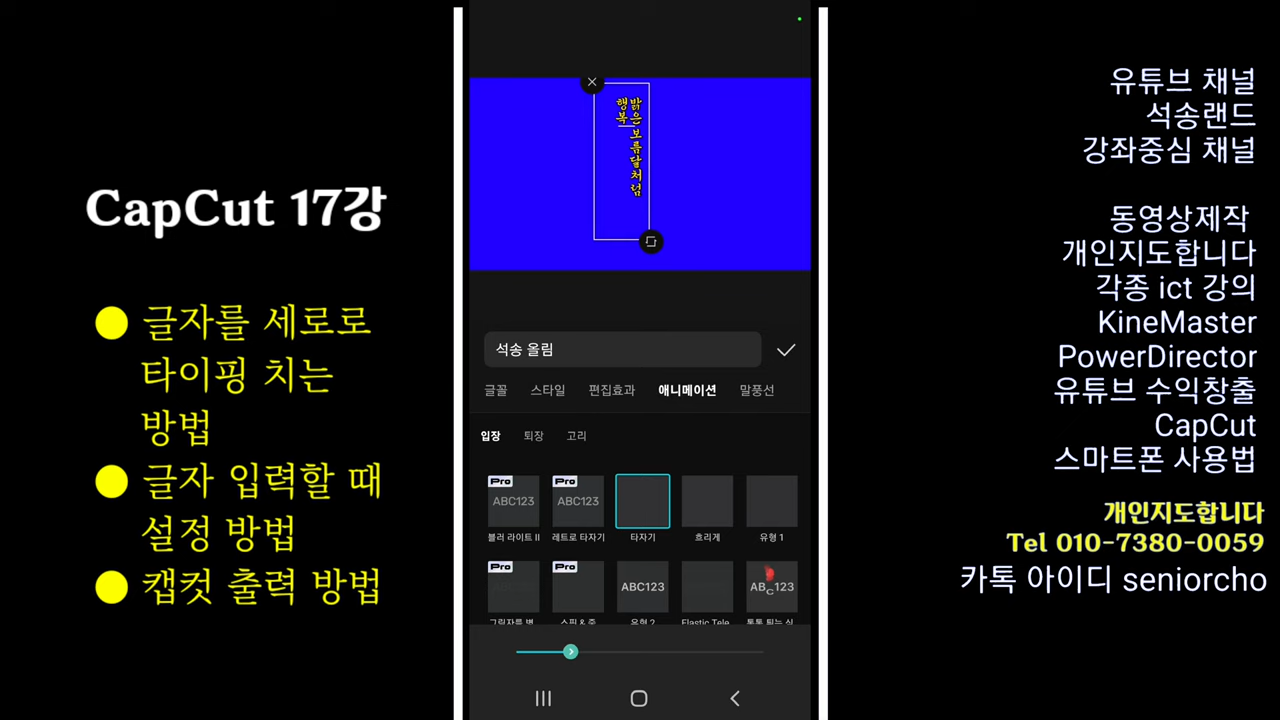 CapCut 17강
● 글자를 세로로
타이핑 치는
방법
● 글자 입력할 때
설정 방법
● 캡컷 출력 방법
밝은보름달처럼
행복
석송 올림
글꼴 스타일 편집효과 애니메이션 말풍선
입장 퇴장 고리
Pro Pro
ABC123 ABC123
블러 라이트 II 레트로 타자기 타자기 흐리게 유형 1
Pro Pro
ABC123 ABC123
유형 2 Elastic Tele
유튜브 채널
석송랜드
강좌중심 채널
동영상제작
개인지도합니다
각종 ict 강의
KineMaster
PowerDirector
유튜브 수익창출
CapCut
스마트폰 사용법
개인지도합니다
Tel 010-7380-0059
카톡 아이디 seniorcho